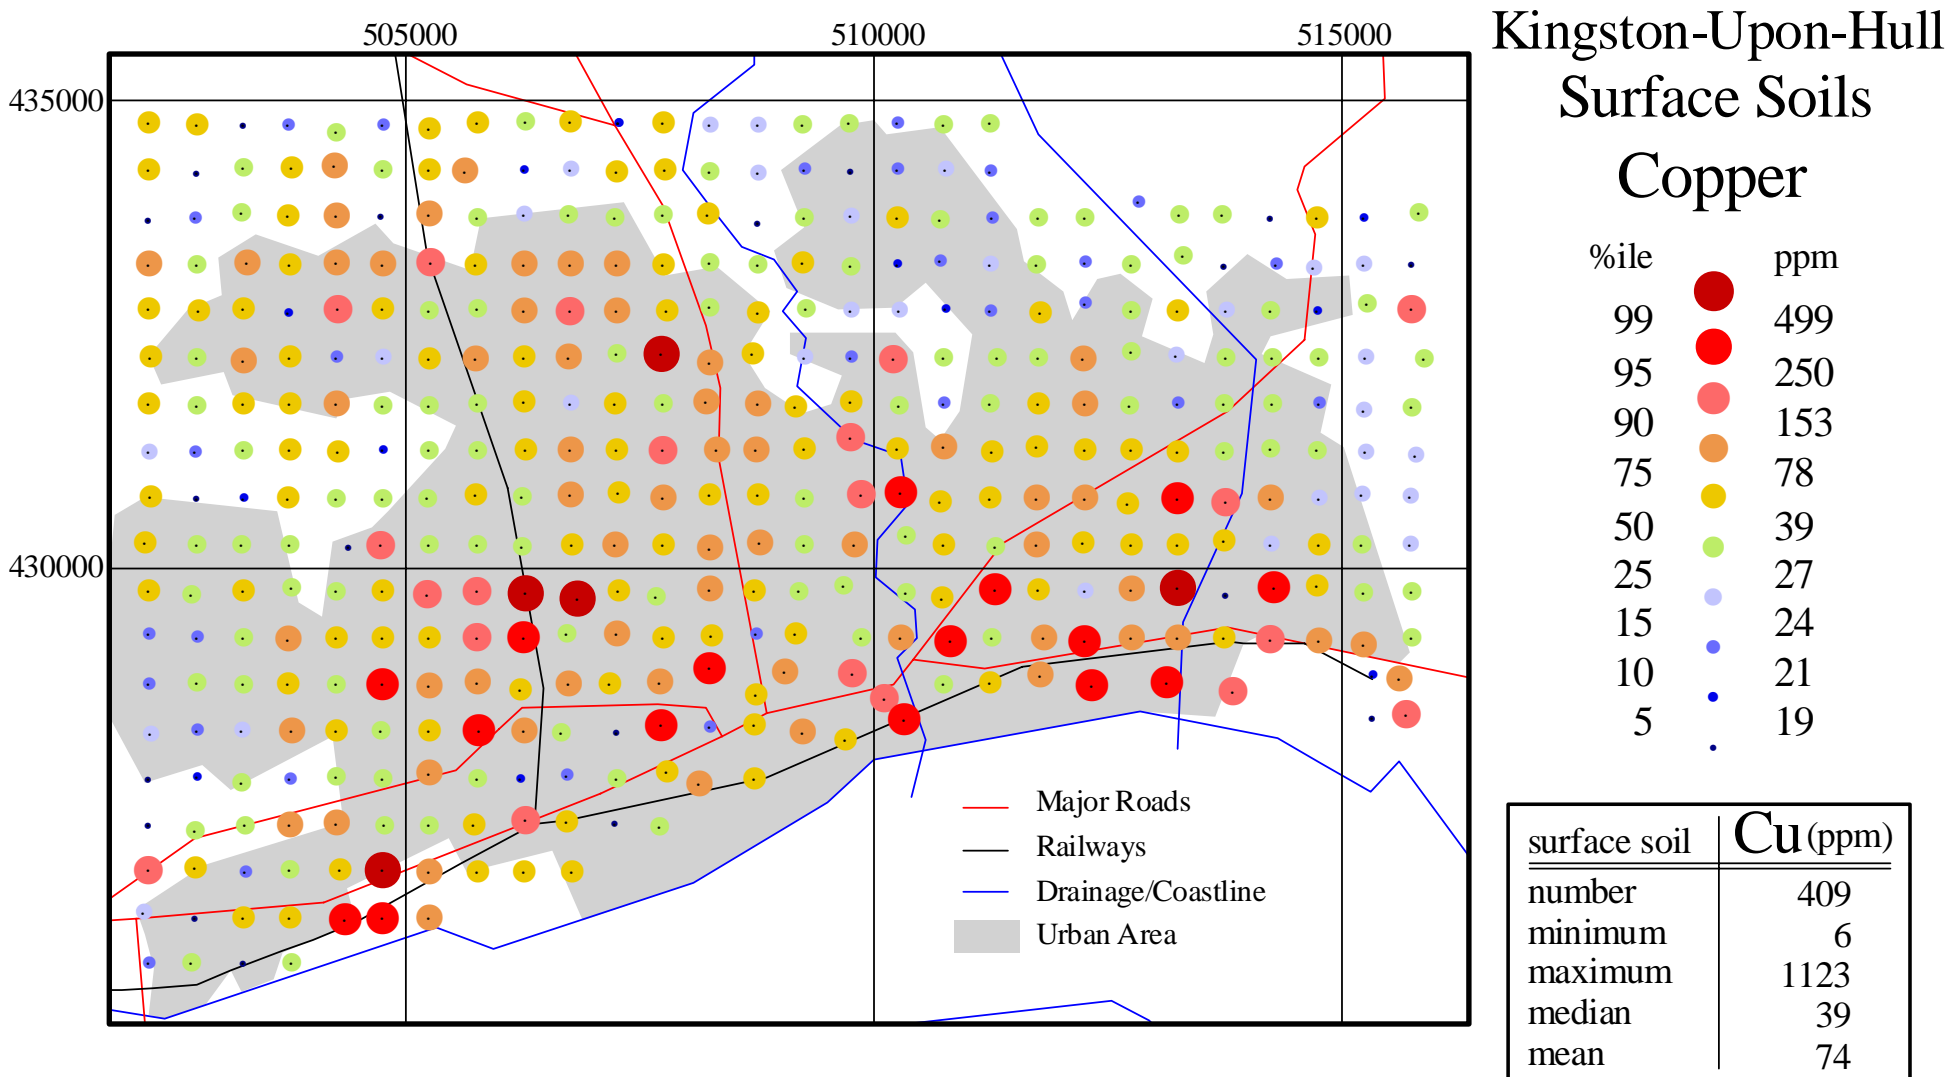 505000 510000 515000
435000
430000
Kingston-Upon-Hull
Surface Soils
Copper
%ile ppm
99 499
95 250
90 153
75 78
50 39
25 27
15 24
10 21
5 19
Major Roads
Railways
Drainage/Coastline
Urban Area
surface soil Cu (ppm)
number 409
minimum 6
maximum 1123
median 39
mean 74